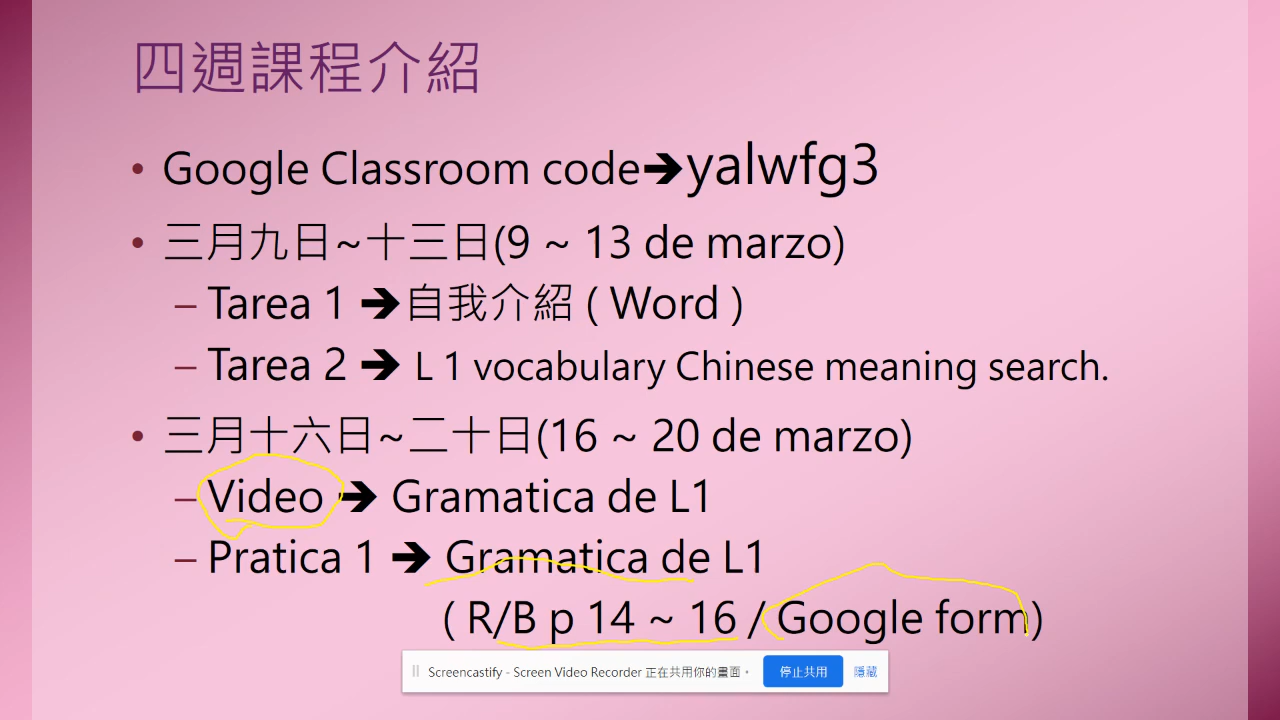 四週課程介紹
• Google Classroom code➔yalwfg3
• 三月九日~十三日(9 ~ 13 de marzo)
– Tarea 1 ➔自我介紹 ( Word )
– Tarea 2 ➔ L 1 vocabulary Chinese meaning search.
• 三月十六日~二十日(16 ~ 20 de marzo)
– Video ➔ Gramatica de L1
– Pratica 1 ➔ Gramatica de L1
( R/B p 14 ~ 16 / Google form)
Screencastify - Screen Video Recorder 正在共用你的畫面。 停止共用 隱藏